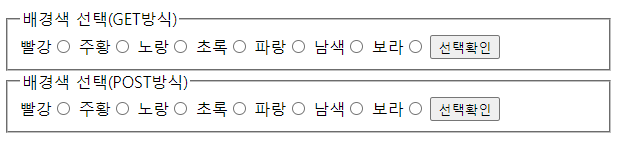 배경색 선택(GET방식)
빨강 주황 노랑 초록 파랑 남색 보라 선택확인
배경색 선택(POST방식)
빨강 주황 노랑 초록 파랑 남색 보라 선택확인